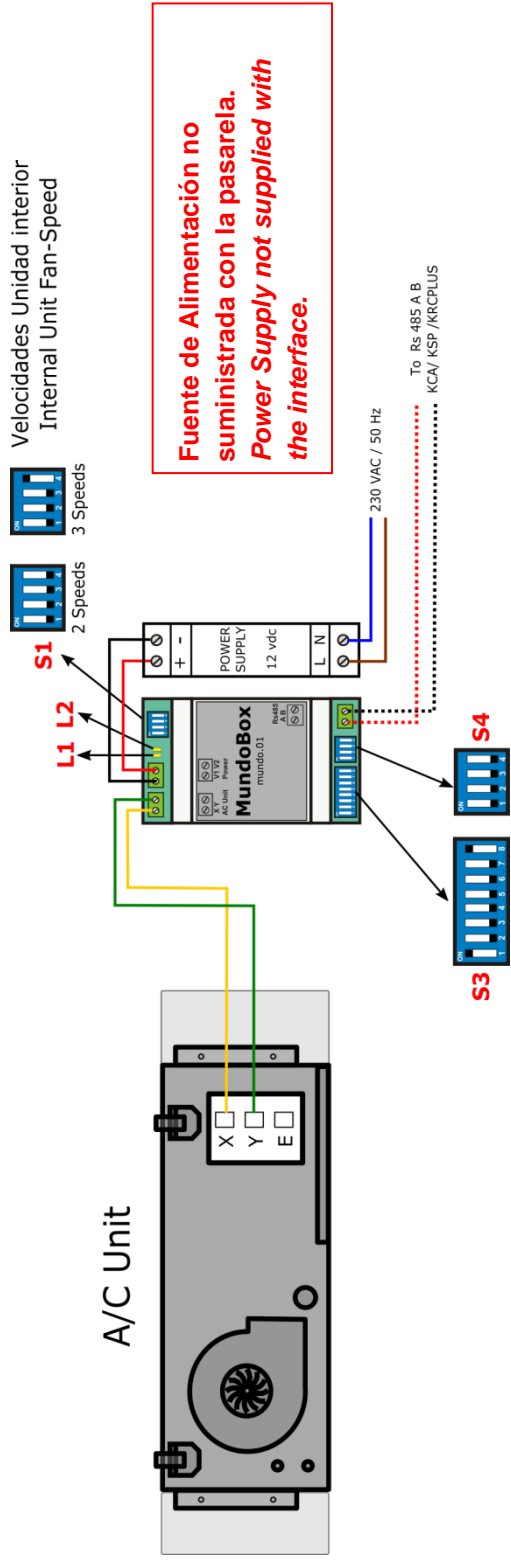 Velocidades Unidad interior
Internal Unit Fan-Speed
ON
1 2 3 4
2 Speeds
ON
1 2 3 4
3 Speeds
S1
L1 L2
A/C Unit
X
Y
E
X Y
AC Unit
V1 V2
Power
MundoBox
mundo.01
Rs485
A B
+ -
POWER
SUPPLY
12 vdc
L N
Fuente de Alimentación no
suministrada con la pasarela.
Power Supply not supplied with
the interface.
230 VAC / 50 Hz
To Rs 485 A B
KCA/ KSP /KRCPLUS
S3
ON
1 2 3 4 5 6 7 8
S4
ON
1 2 3 4